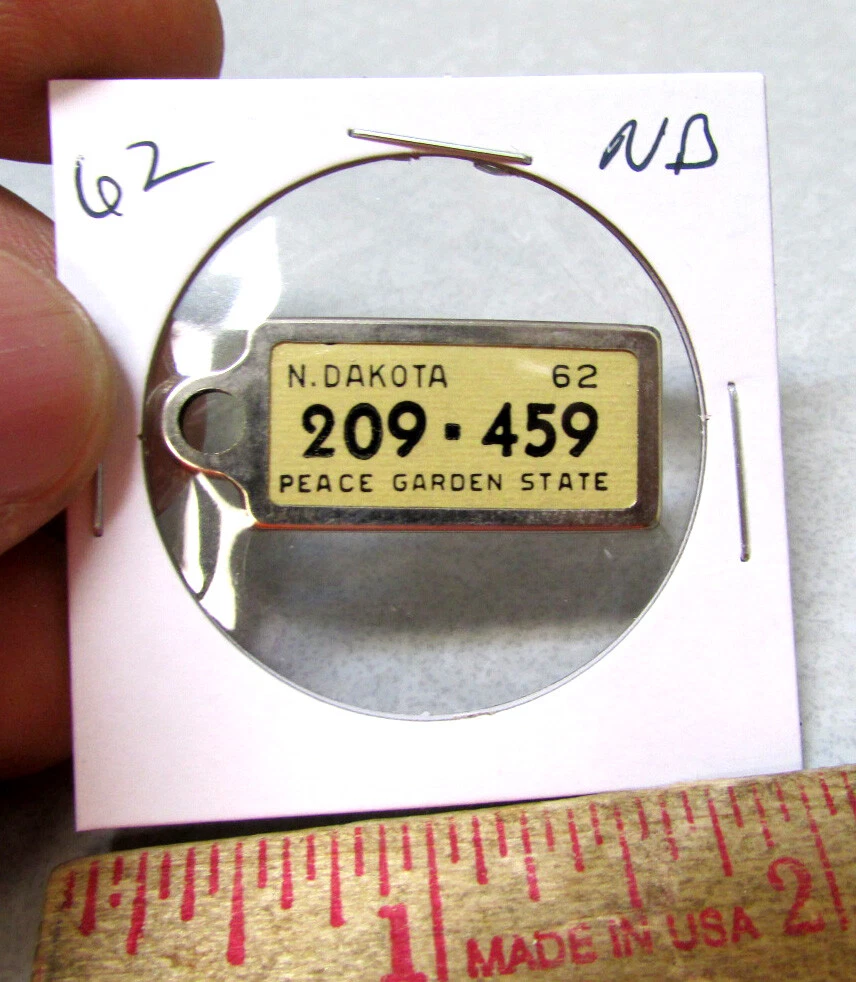 62 ND
N.DAKOTA 62
209·459
PEACE GARDEN STATE
1 MADE IN USA 2